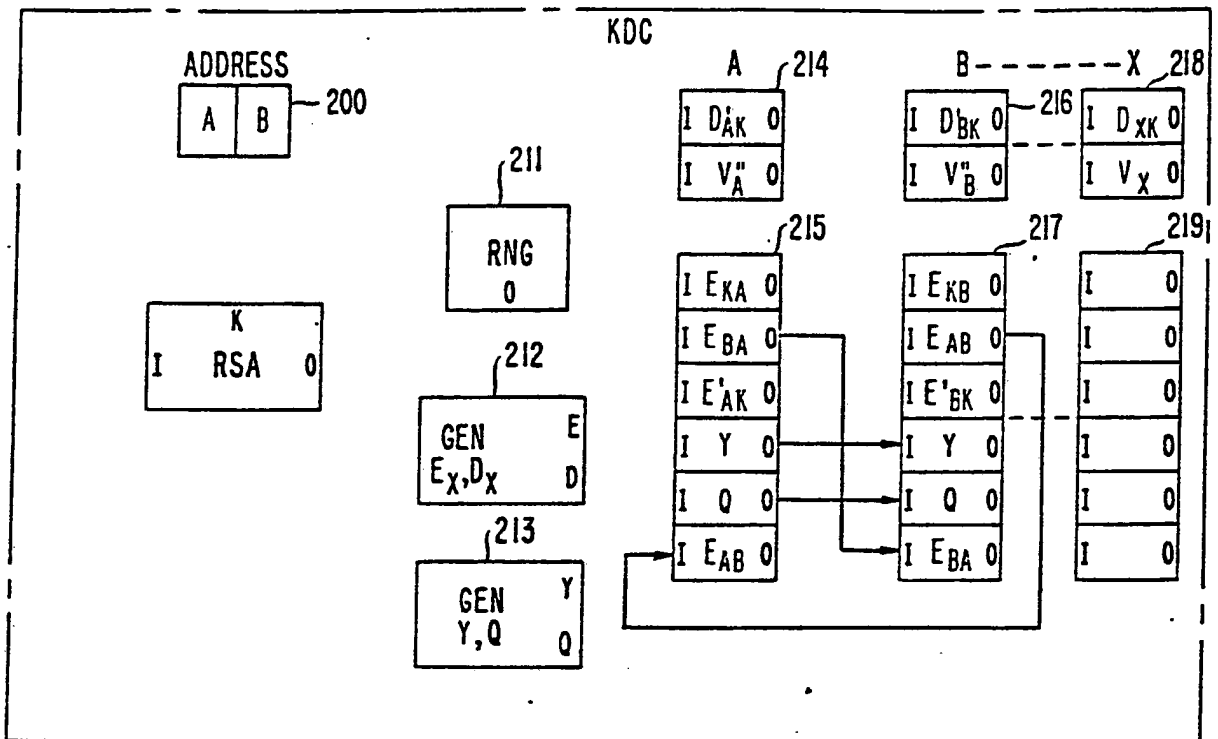 KDC
ADDRESS
A B 200
A 214
B X 218
I D'AK O
I V"A O
I D'BK O 216
I V"B O
I DXK O
I VX O
211
RNG
O
K
I RSA O
212
GEN E
EX,DX D
213
GEN Y
Y,Q Q
215
I EKA O
I EBA O
I E'AK O
I Y O
I Q O
I EAB O
217
I EKB O
I EAB O
I E'BK O
I Y O
I Q O
I EBA O
219
I O
I O
I O
I O
I O
I O